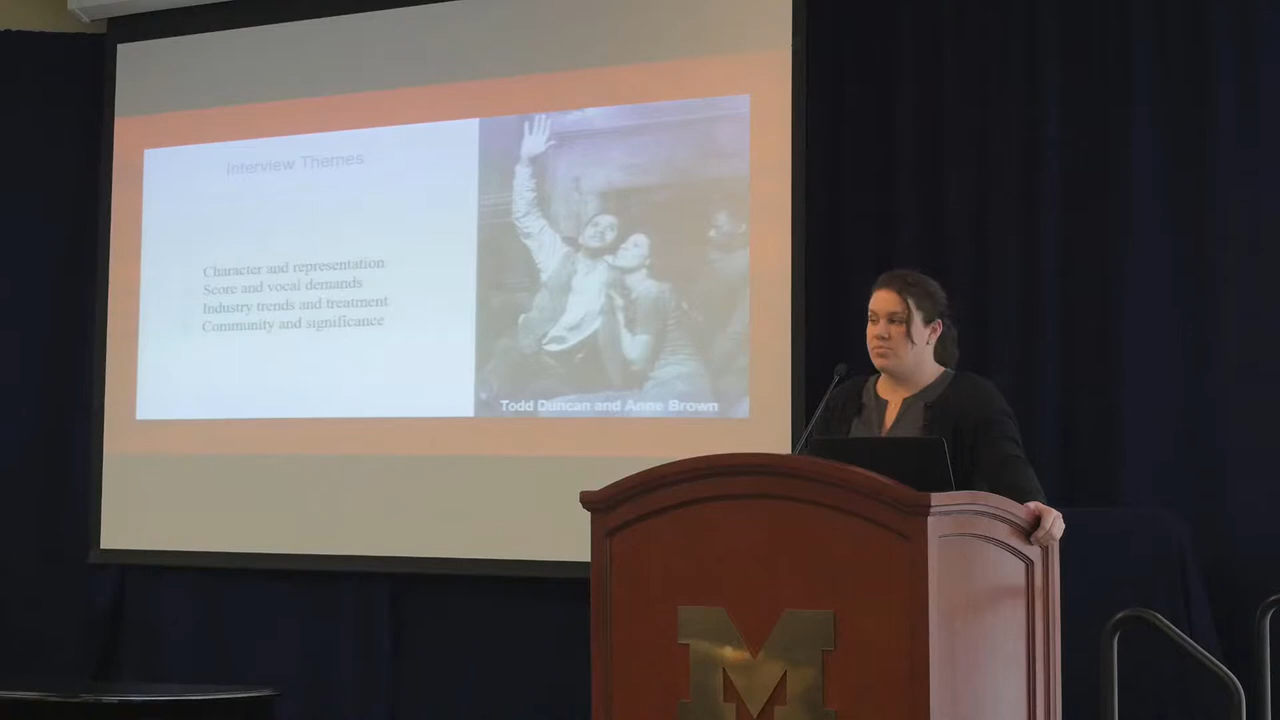 Interview Themes
Character and representation
Score and vocal demands
Industry trends and treatment
Community and significance
Todd Duncan and Anne Brown
M